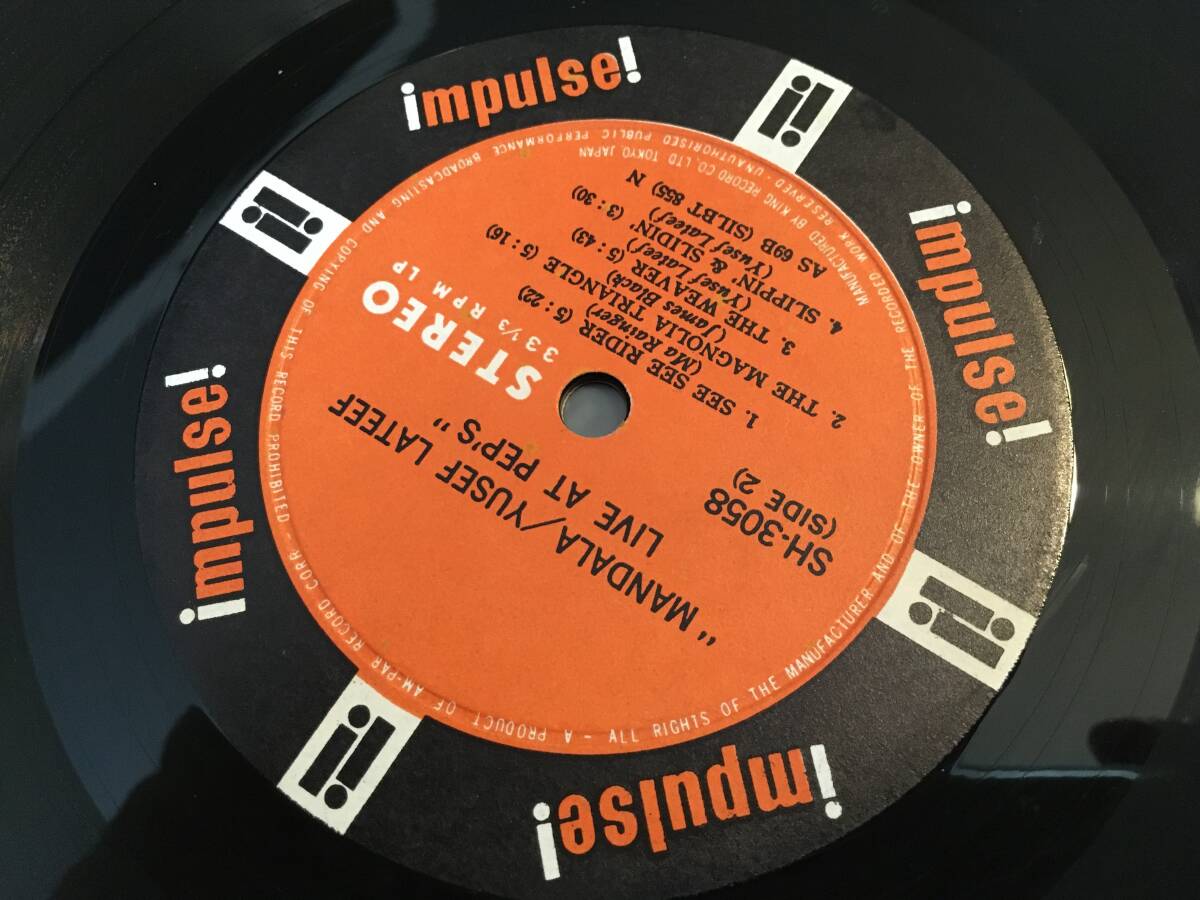 "MANDALA/YUSEF LATEEF
LIVE AT PEP'S"
SH-3058
(SIDE 2)
STEREO
33 1/3 RPM LP
1. SEE SEE RIDER (5:22)
(Ma Rainger)
2. THE MAGNOLIA TRIANGLE (5:16)
(James Black)
3. THE WEAVER (5:43)
(Yusef Lateef)
4. SLIPPIN' & SLIDIN' (3:30)
(Yusef Lateef)
AS 69B (SILBT 855) N
MANUFACTURED BY KING RECORD CO., LTD. TOKYO, JAPAN
A PRODUCT OF AM-PAR RECORD CORP. - ALL RIGHTS OF THE MANUFACTURER AND OF THE OWNER OF THE RECORDED WORK RESERVED - UNAUTHORISED PUBLIC PERFORMANCE BROADCASTING AND COPYING OF THIS RECORD PROHIBITED
impulse!
impulse!
impulse!
impulse!